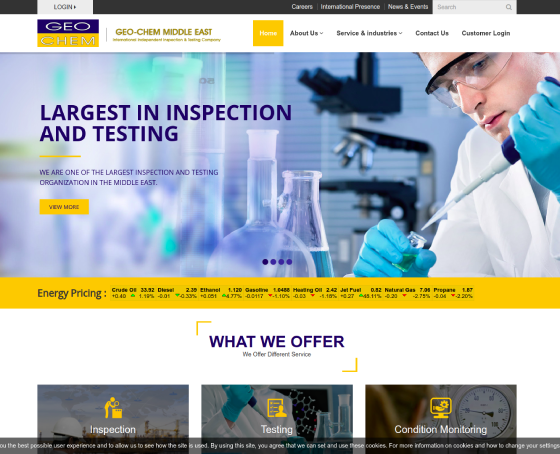 LOGIN
Careers | International Presence | News & Events
Search
GEO
CHEM
GEO-CHEM MIDDLE EAST
International Independent Inspection & Testing Company
Home
About Us
Service & industries
Contact Us
Customer Login
LARGEST IN INSPECTION
AND TESTING
WE ARE ONE OF THE LARGEST INSPECTION AND TESTING
ORGANIZATION IN THE MIDDLE EAST.
VIEW MORE
Energy Pricing :
Crude Oil 33.92 Diesel 2.39 Ethanol 1.120 Gasoline 1.0488 Heating Oil 2.42 Jet Fuel 0.82 Natural Gas 7.06 Propane 1.87
+0.40 1.19% -0.01 -0.33% +0.051 4.77% -0.0117 -1.10% -0.03 -1.16% +0.27 48.11% -0.20 -2.75% -0.04 -2.20%
WHAT WE OFFER
We Offer Different Service
Inspection
Testing
Condition Monitoring
ou the best possible user experience and to allow us to see how the site is used. By using this site, you agree that we can set and use these cookies. For more information on cookies and how to change your settings